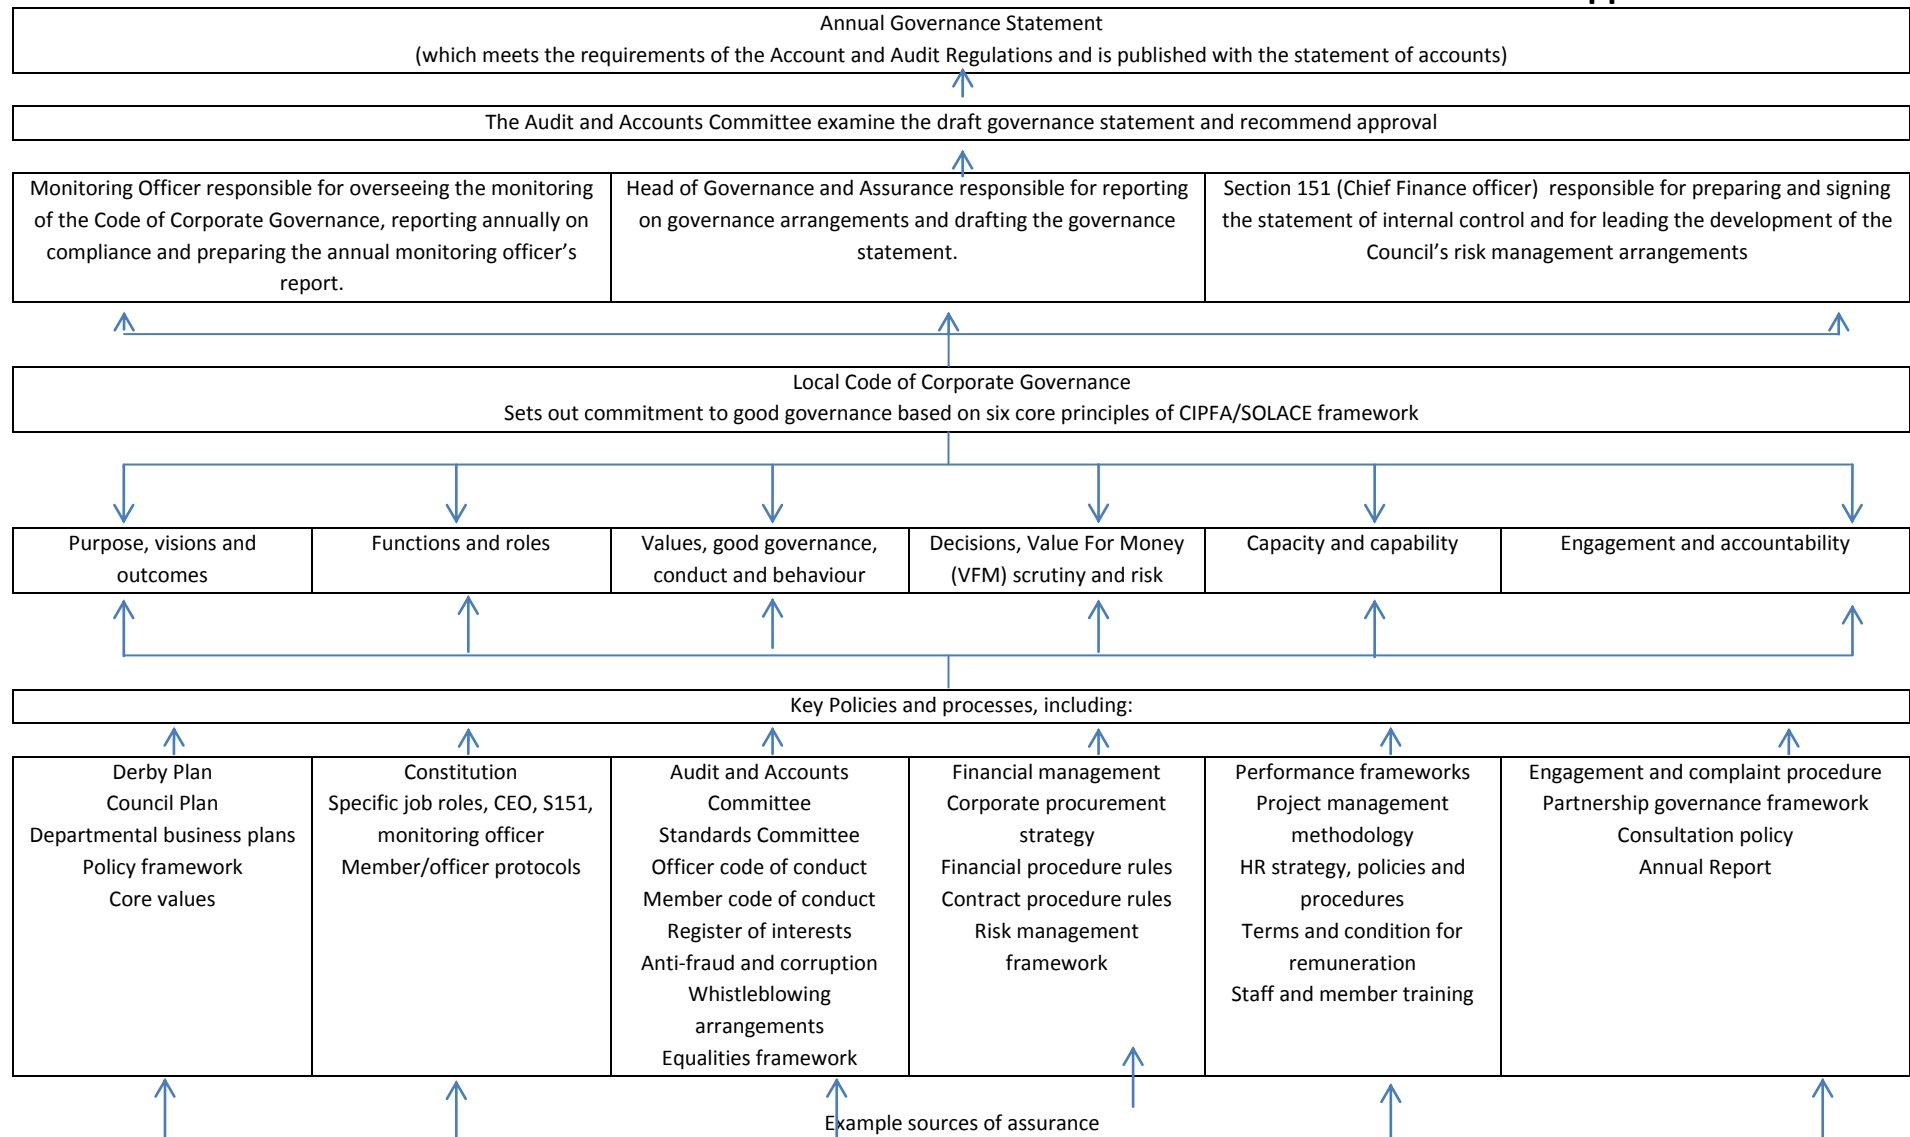 Annual Governance Statement
(which meets the requirements of the Account and Audit Regulations and is published with the statement of accounts)
The Audit and Accounts Committee examine the draft governance statement and recommend approval
Monitoring Officer responsible for overseeing the monitoring
of the Code of Corporate Governance, reporting annually on
compliance and preparing the annual monitoring officer's
report.
Head of Governance and Assurance responsible for reporting
on governance arrangements and drafting the governance
statement.
Section 151 (Chief Finance officer)  responsible for preparing and signing
the statement of internal control and for leading the development of the
Council's risk management arrangements
Local Code of Corporate Governance
Sets out commitment to good governance based on six core principles of CIPFA/SOLACE framework
Purpose, visions and
outcomes
Functions and roles
Values, good governance,
conduct and behaviour
Decisions, Value For Money
(VFM) scrutiny and risk
Capacity and capability
Engagement and accountability
Key Policies and processes, including:
Derby Plan
Council Plan
Departmental business plans
Policy framework
Core values
Constitution
Specific job roles, CEO, S151,
monitoring officer
Member/officer protocols
Audit and Accounts
Committee
Standards Committee
Officer code of conduct
Member code of conduct
Register of interests
Anti-fraud and corruption
Whistleblowing
arrangements
Equalities framework
Financial management
Corporate procurement
strategy
Financial procedure rules
Contract procedure rules
Risk management
framework
Performance frameworks
Project management
methodology
HR strategy, policies and
procedures
Terms and condition for
remuneration
Staff and member training
Engagement and complaint procedure
Partnership governance framework
Consultation policy
Annual Report
Example sources of assurance